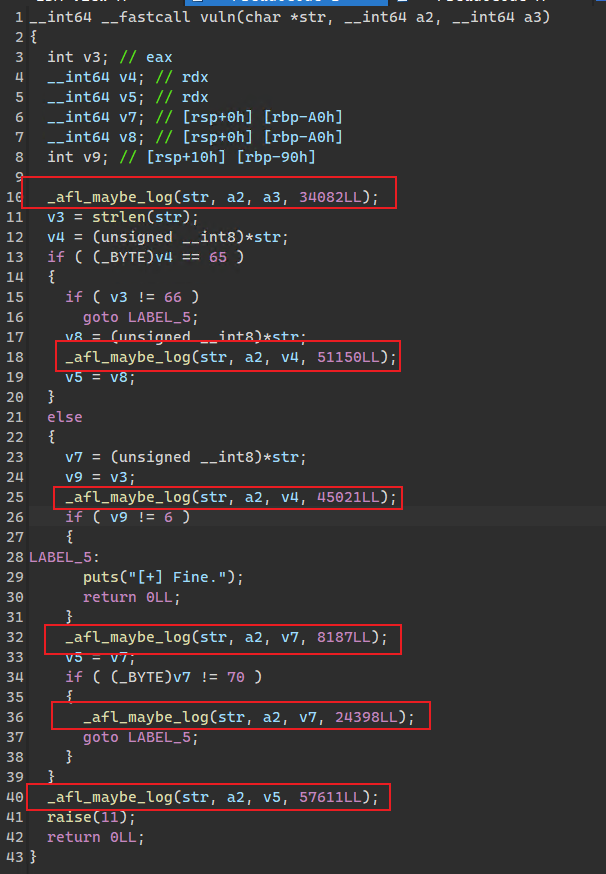 1 __int64 __fastcall vuln(char *str, __int64 a2, __int64 a3)
2 {
3   int v3; // eax
4   __int64 v4; // rdx
5   __int64 v5; // rdx
6   __int64 v7; // [rsp+0h] [rbp-A0h]
7   __int64 v8; // [rsp+0h] [rbp-A0h]
8   int v9; // [rsp+10h] [rbp-90h]
9
10   _afl_maybe_log(str, a2, a3, 34082LL);
11   v3 = strlen(str);
12   v4 = (unsigned __int8)*str;
13   if ( (_BYTE)v4 == 65 )
14   {
15     if ( v3 != 66 )
16       goto LABEL_5;
17     v8 = (unsigned __int8)*str;
18     _afl_maybe_log(str, a2, v4, 51150LL);
19     v5 = v8;
20   }
21   else
22   {
23     v7 = (unsigned __int8)*str;
24     v9 = v3;
25     _afl_maybe_log(str, a2, v4, 45021LL);
26     if ( v9 != 6 )
27     {
28 LABEL_5:
29       puts("[+] Fine.");
30       return 0LL;
31     }
32     _afl_maybe_log(str, a2, v7, 8187LL);
33     v5 = v7;
34     if ( (_BYTE)v7 != 70 )
35     {
36       _afl_maybe_log(str, a2, v7, 24398LL);
37       goto LABEL_5;
38     }
39   }
40   _afl_maybe_log(str, a2, v5, 57611LL);
41   raise(11);
42   return 0LL;
43 }